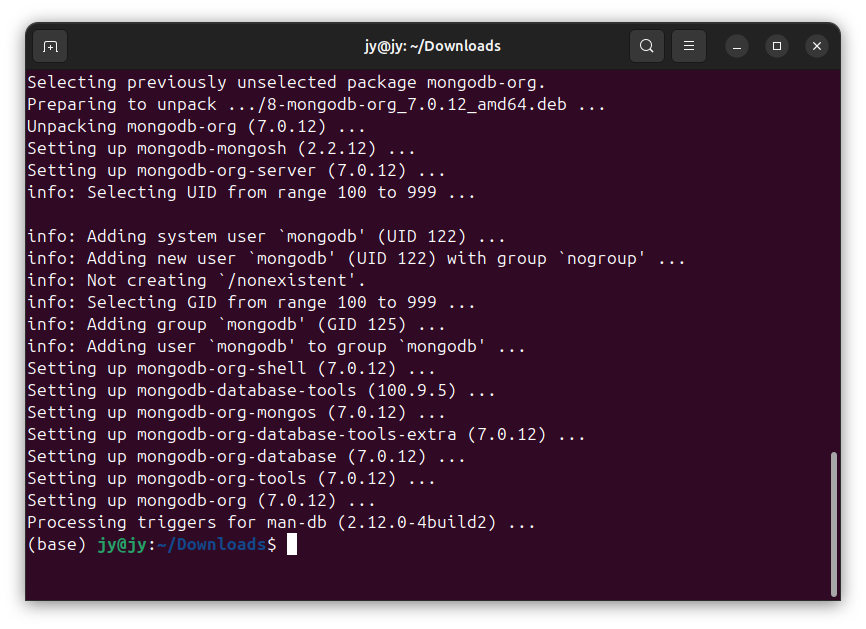 jy@jy: ~/Downloads
Selecting previously unselected package mongodb-org.
Preparing to unpack .../8-mongodb-org_7.0.12_amd64.deb ...
Unpacking mongodb-org (7.0.12) ...
Setting up mongodb-mongosh (2.2.12) ...
Setting up mongodb-org-server (7.0.12) ...
info: Selecting UID from range 100 to 999 ...

info: Adding system user `mongodb' (UID 122) ...
info: Adding new user `mongodb' (UID 122) with group `nogroup' ...
info: Not creating `/nonexistent'.
info: Selecting GID from range 100 to 999 ...
info: Adding group `mongodb' (GID 125) ...
info: Adding user `mongodb' to group `mongodb' ...
Setting up mongodb-org-shell (7.0.12) ...
Setting up mongodb-database-tools (100.9.5) ...
Setting up mongodb-org-mongos (7.0.12) ...
Setting up mongodb-org-database-tools-extra (7.0.12) ...
Setting up mongodb-org-database (7.0.12) ...
Setting up mongodb-org-tools (7.0.12) ...
Setting up mongodb-org (7.0.12) ...
Processing triggers for man-db (2.12.0-4build2) ...
(base) jy@jy:~/Downloads$